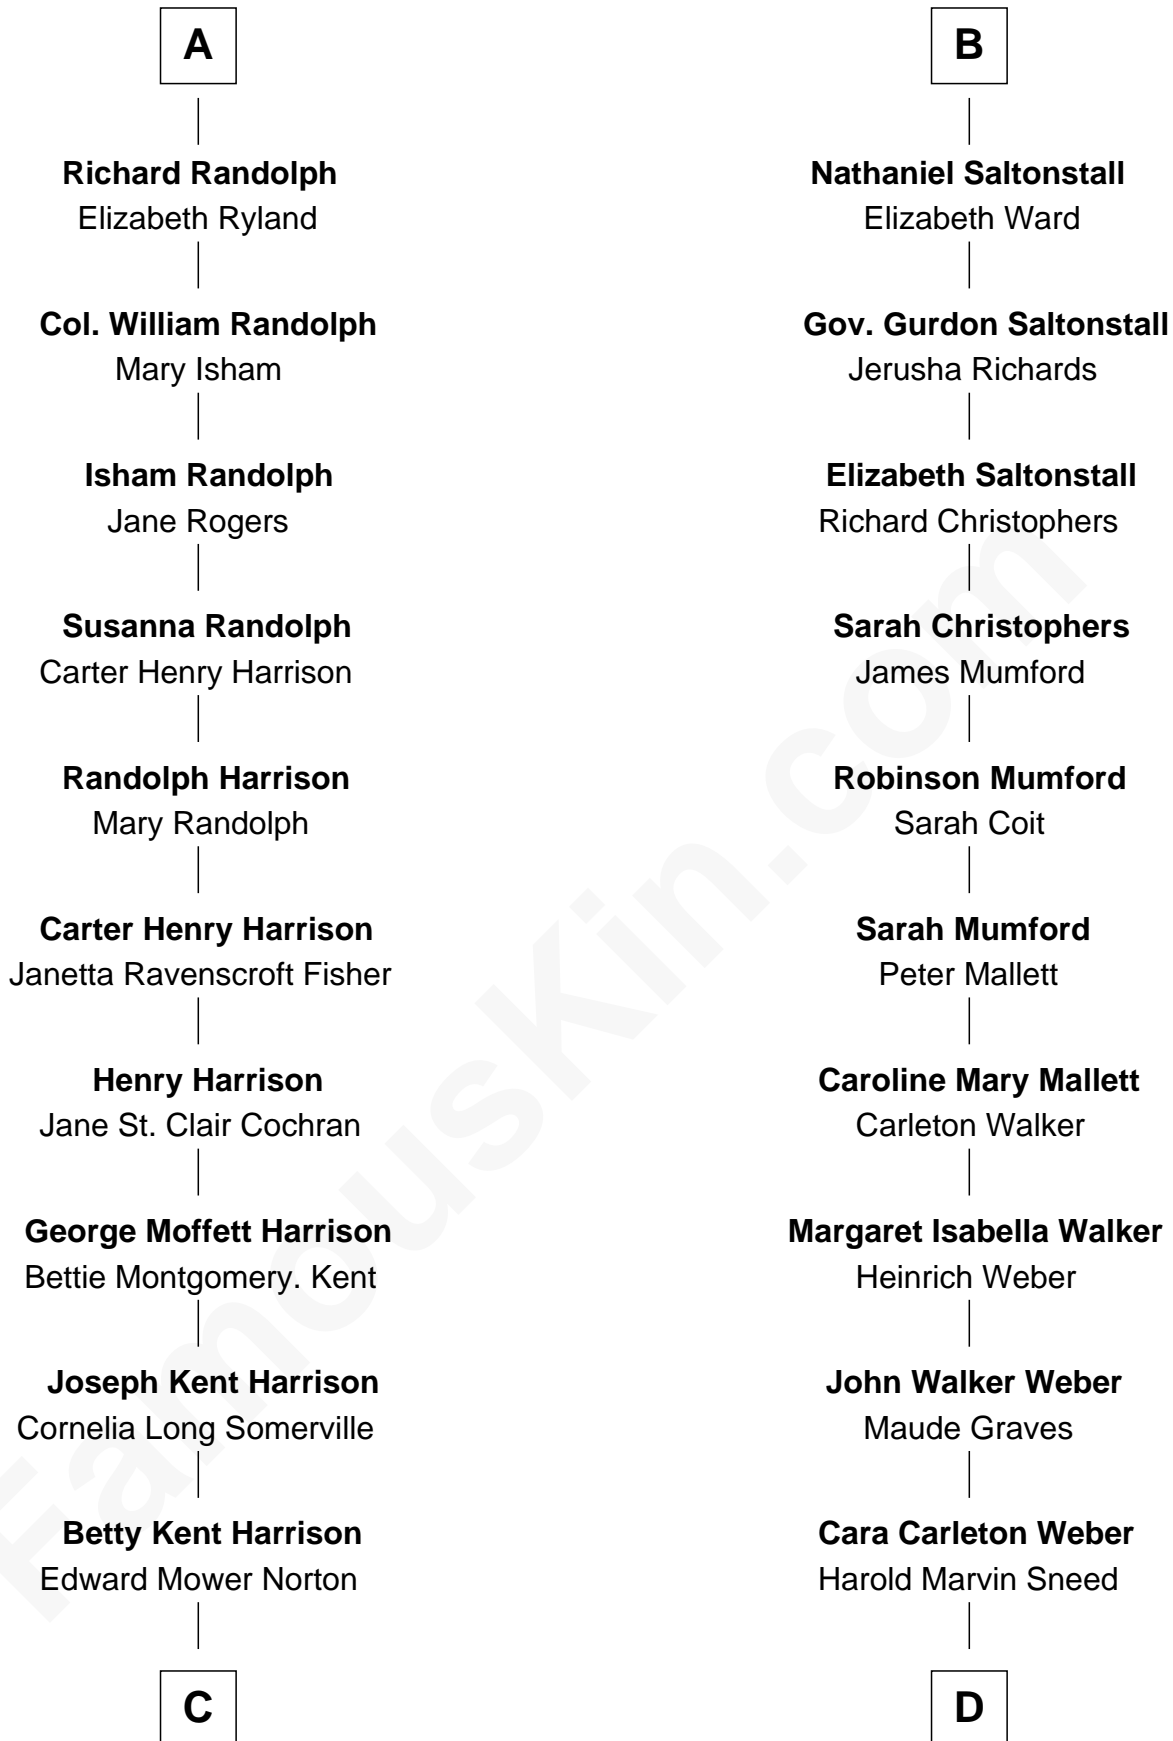 A
Richard Randolph
Elizabeth Ryland
Col. William Randolph
Mary Isham
Isham Randolph
Jane Rogers
Susanna Randolph
Carter Henry Harrison
Randolph Harrison
Mary Randolph
Carter Henry Harrison
Janetta Ravenscroft Fisher
Henry Harrison
Jane St. Clair Cochran
George Moffett Harrison
Bettie Montgomery. Kent
Joseph Kent Harrison
Cornelia Long Somerville
Betty Kent Harrison
Edward Mower Norton
C
B
Nathaniel Saltonstall
Elizabeth Ward
Gov. Gurdon Saltonstall
Jerusha Richards
Elizabeth Saltonstall
Richard Christophers
Sarah Christophers
James Mumford
Robinson Mumford
Sarah Coit
Sarah Mumford
Peter Mallett
Caroline Mary Mallett
Carleton Walker
Margaret Isabella Walker
Heinrich Weber
John Walker Weber
Maude Graves
Cara Carleton Weber
Harold Marvin Sneed
D
FamousKin.com